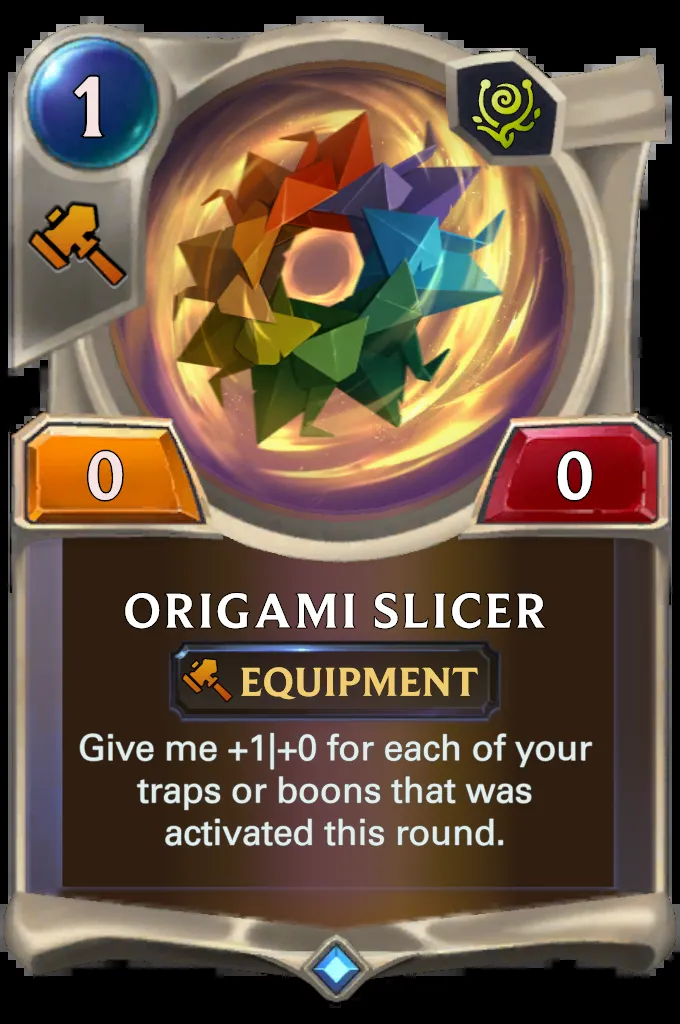 1
0
0
ORIGAMI SLICER
EQUIPMENT
Give me +1|+0 for each of your
traps or boons that was
activated this round.